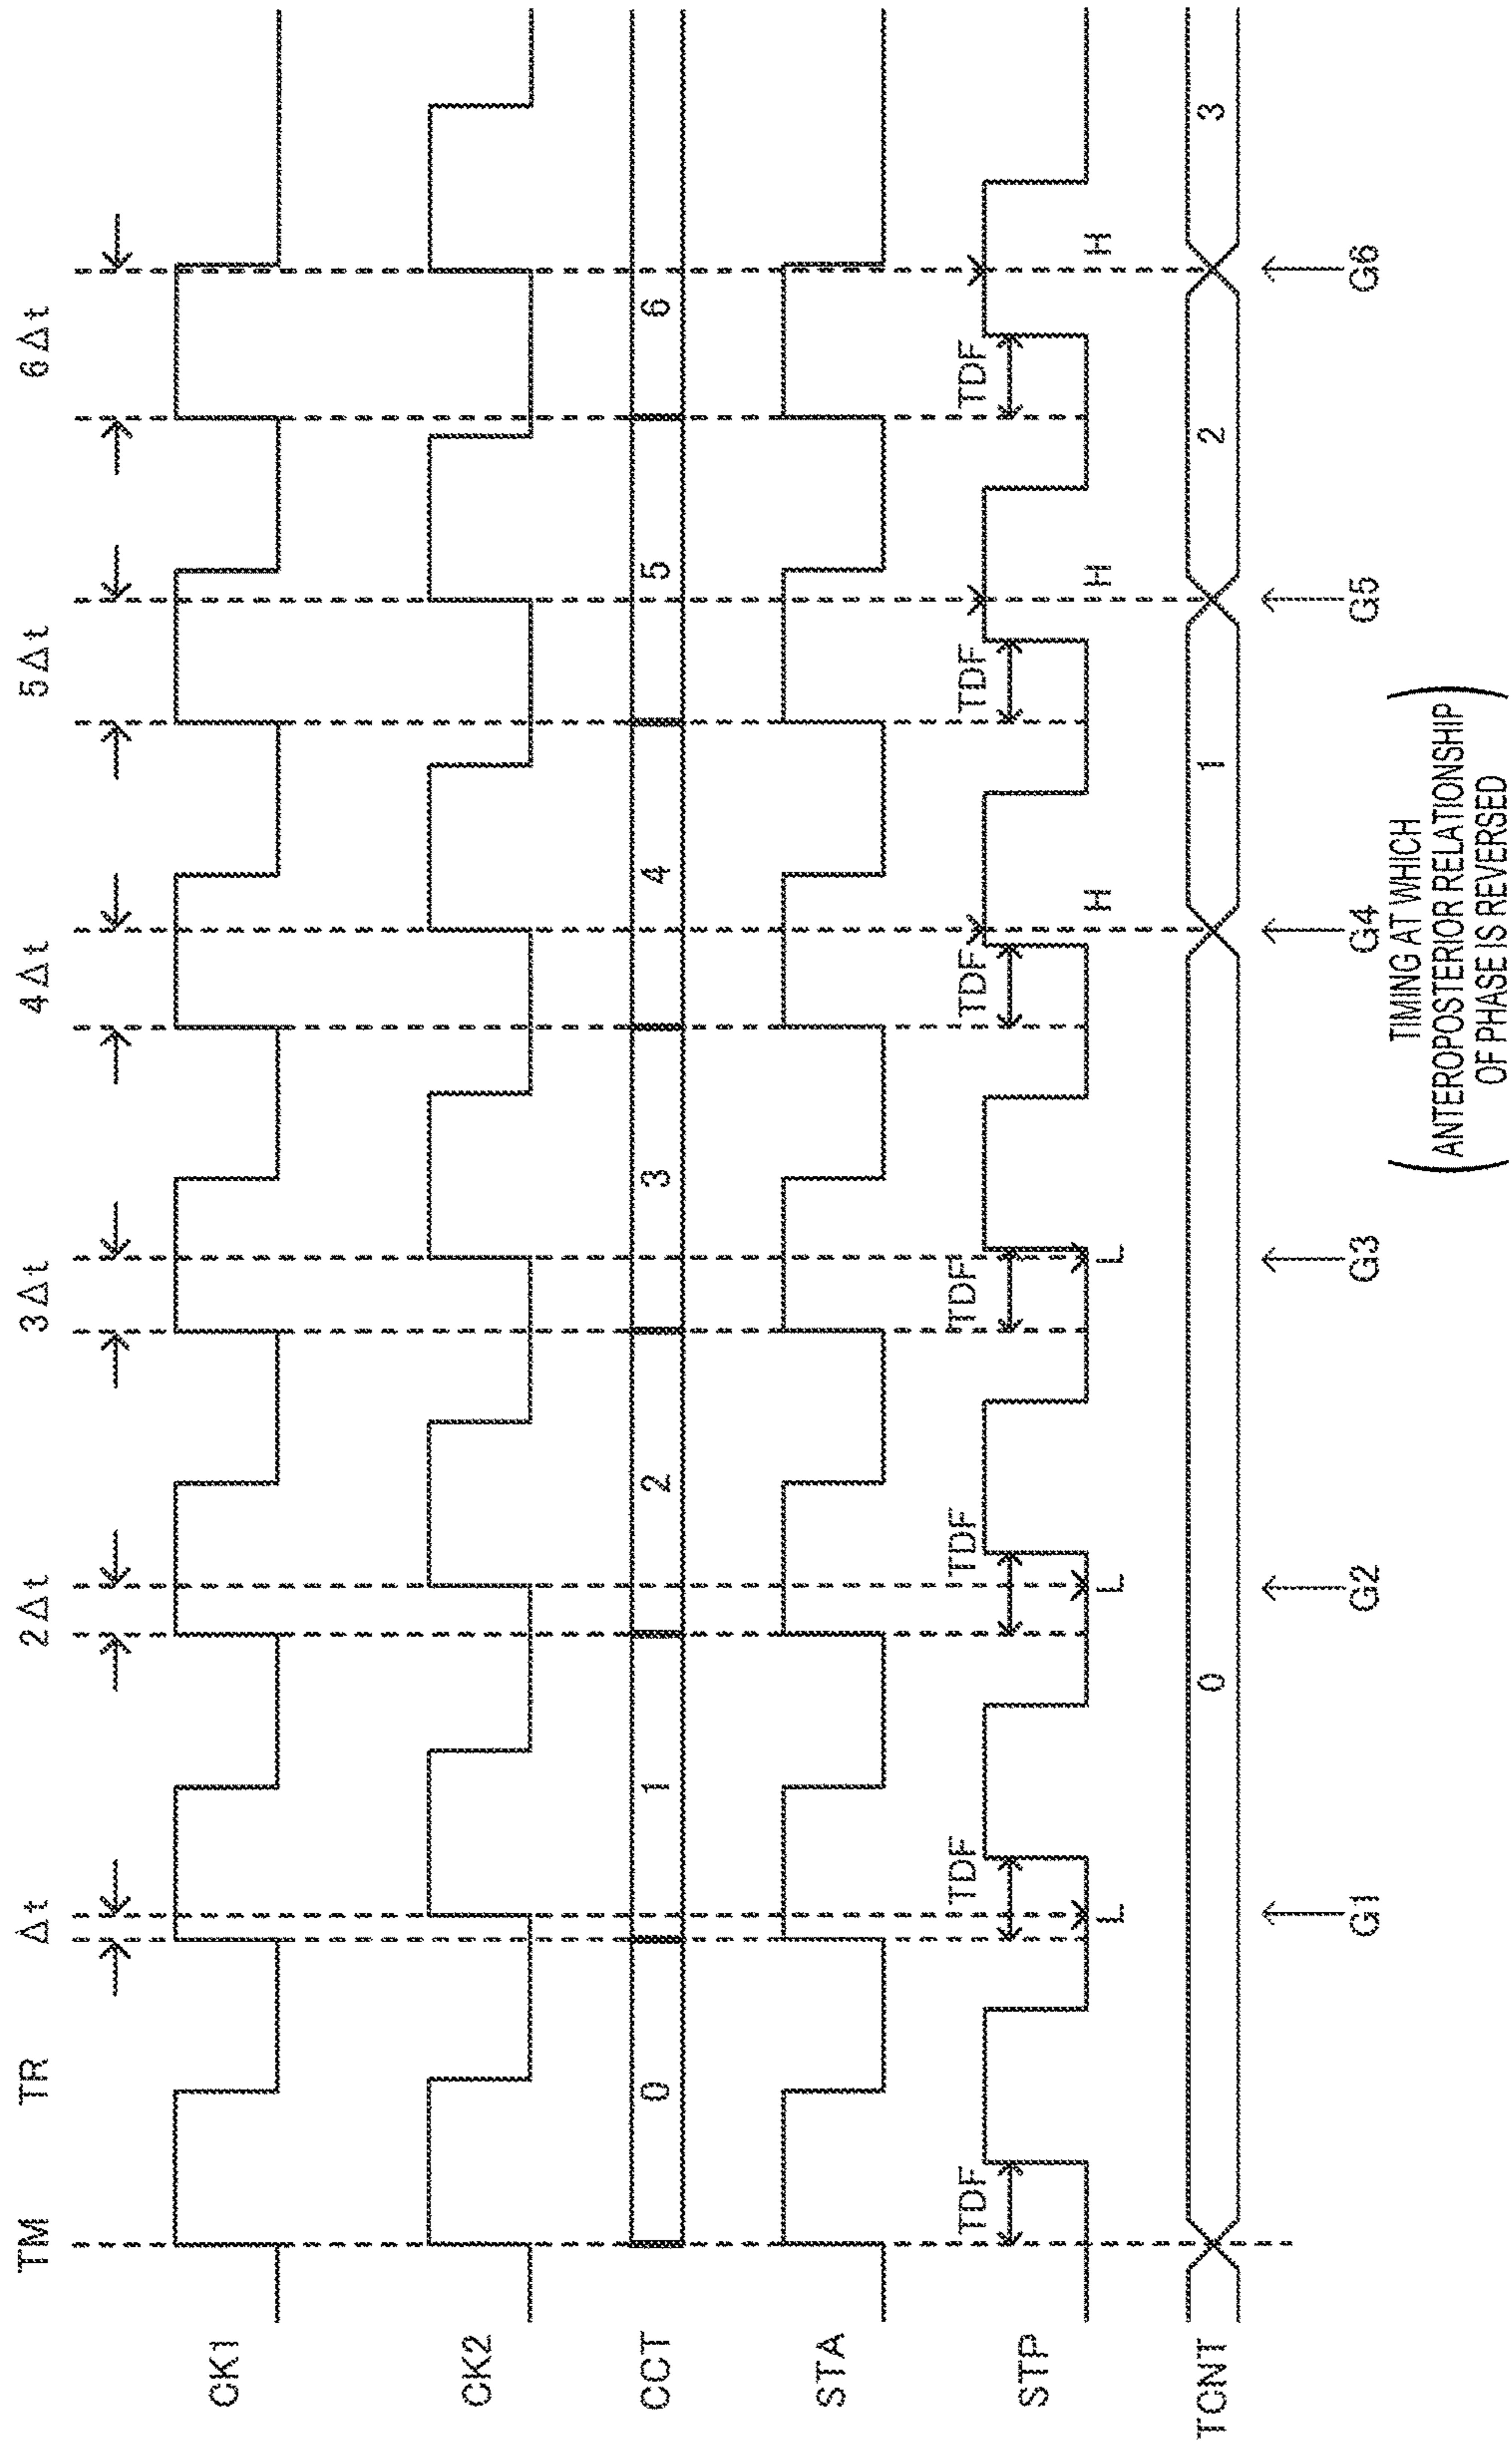 TM TR Δt 2Δt 3Δt 4Δt 5Δt 6Δt
CK1
CK2
CCT 0 1 2 3 4 5 6
STA
STP TDF TDF TDF TDF TDF TDF TDF
L L L H H H
TCNT 0 1 2 3
G1 G2 G3 G4 G5 G6
( TIMING AT WHICH
ANTEROPOSTERIOR RELATIONSHIP
OF PHASE IS REVERSED )